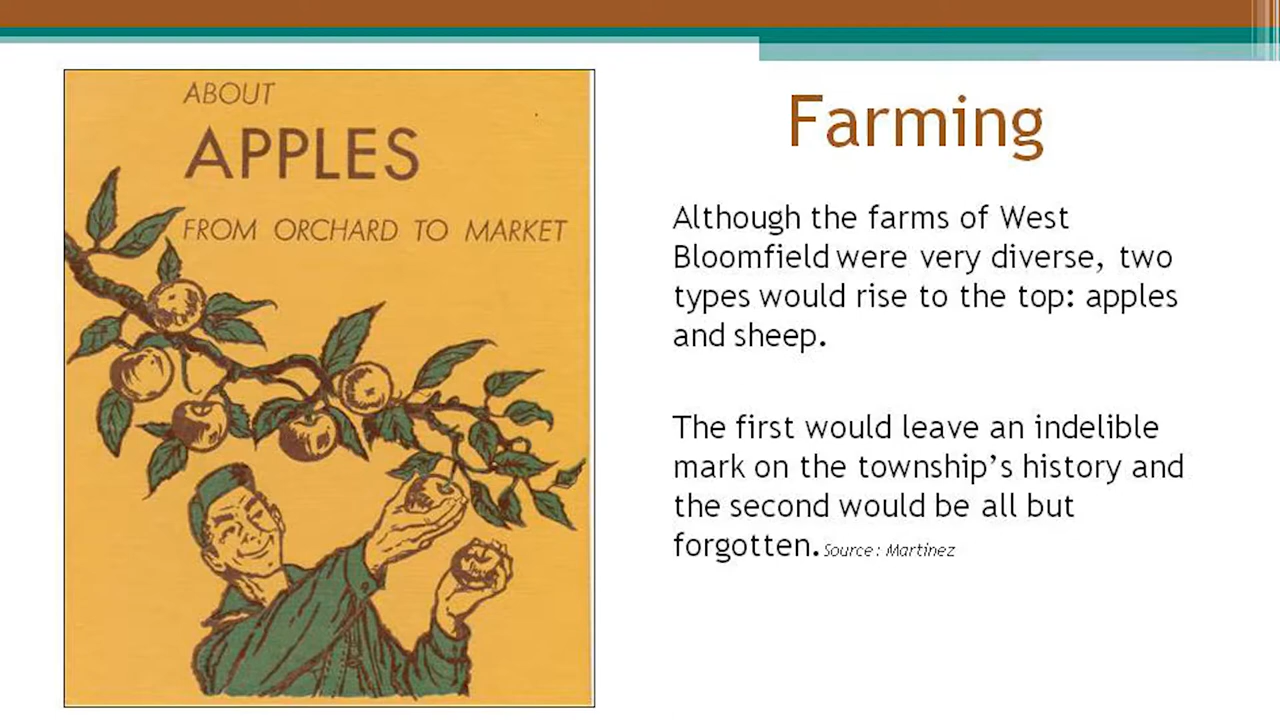 ABOUT
APPLES
FROM ORCHARD TO MARKET
Farming
Although the farms of West
Bloomfield were very diverse, two
types would rise to the top: apples
and sheep.
The first would leave an indelible
mark on the township's history and
the second would be all but
forgotten. Source: Martinez